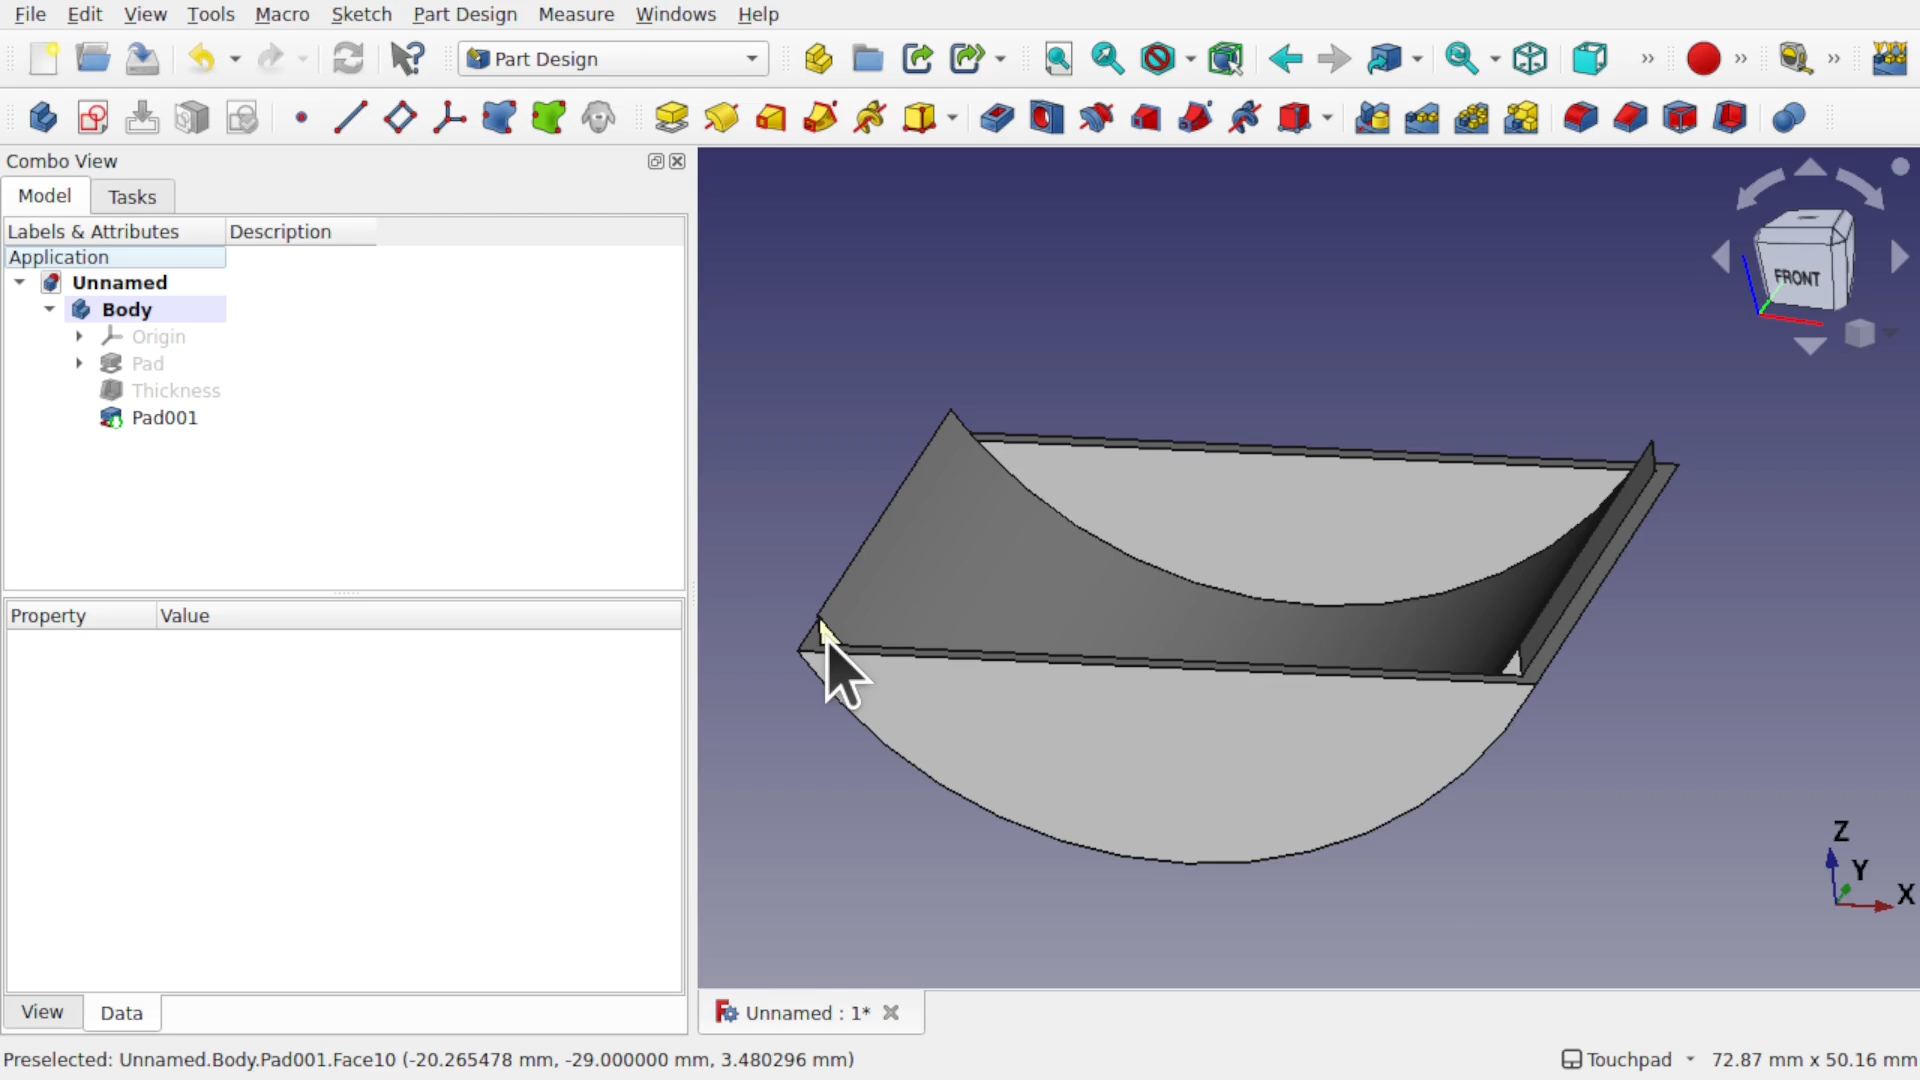 File Edit View Tools Macro Sketch Part Design Measure Windows Help
Part Design
Combo View
Model Tasks
Labels & Attributes Description
Application
Unnamed
Body
Origin
Pad
Thickness
Pad001
Property Value
View Data
FRONT
Z
Y
X
Unnamed : 1*
Preselected: Unnamed.Body.Pad001.Face10 (-20.265478 mm, -29.000000 mm, 3.480296 mm) Touchpad 72.87 mm x 50.16 mm